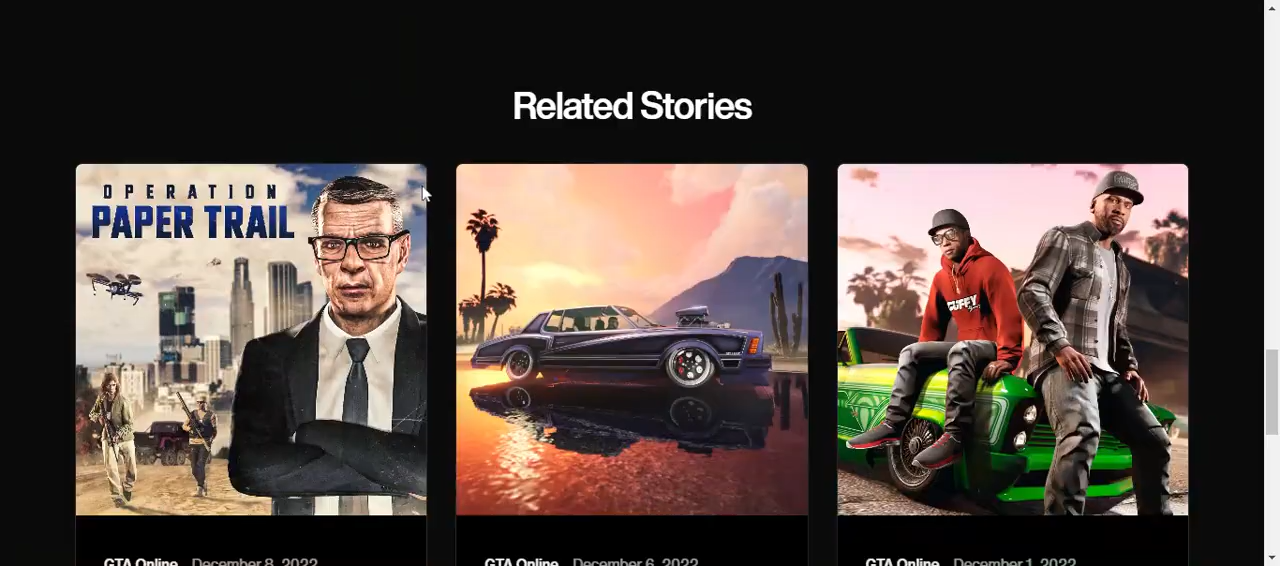 Related Stories
OPERATION
PAPER TRAIL
GUFFY
GTA Online December 8, 2022
GTA Online December 6, 2022
GTA Online December 1, 2022